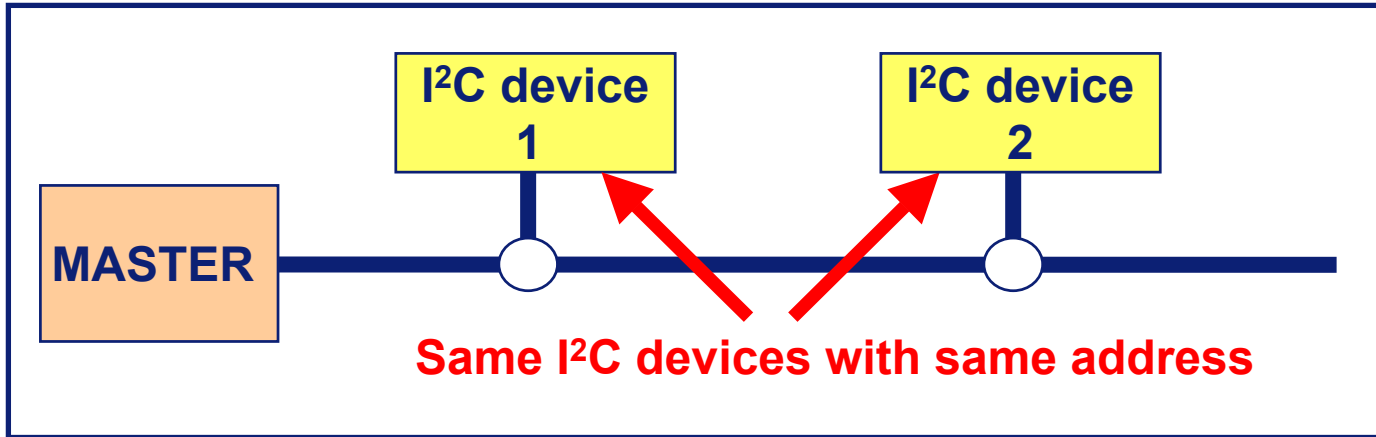 I²C device
1
I²C device
2
MASTER
Same I²C devices with same address